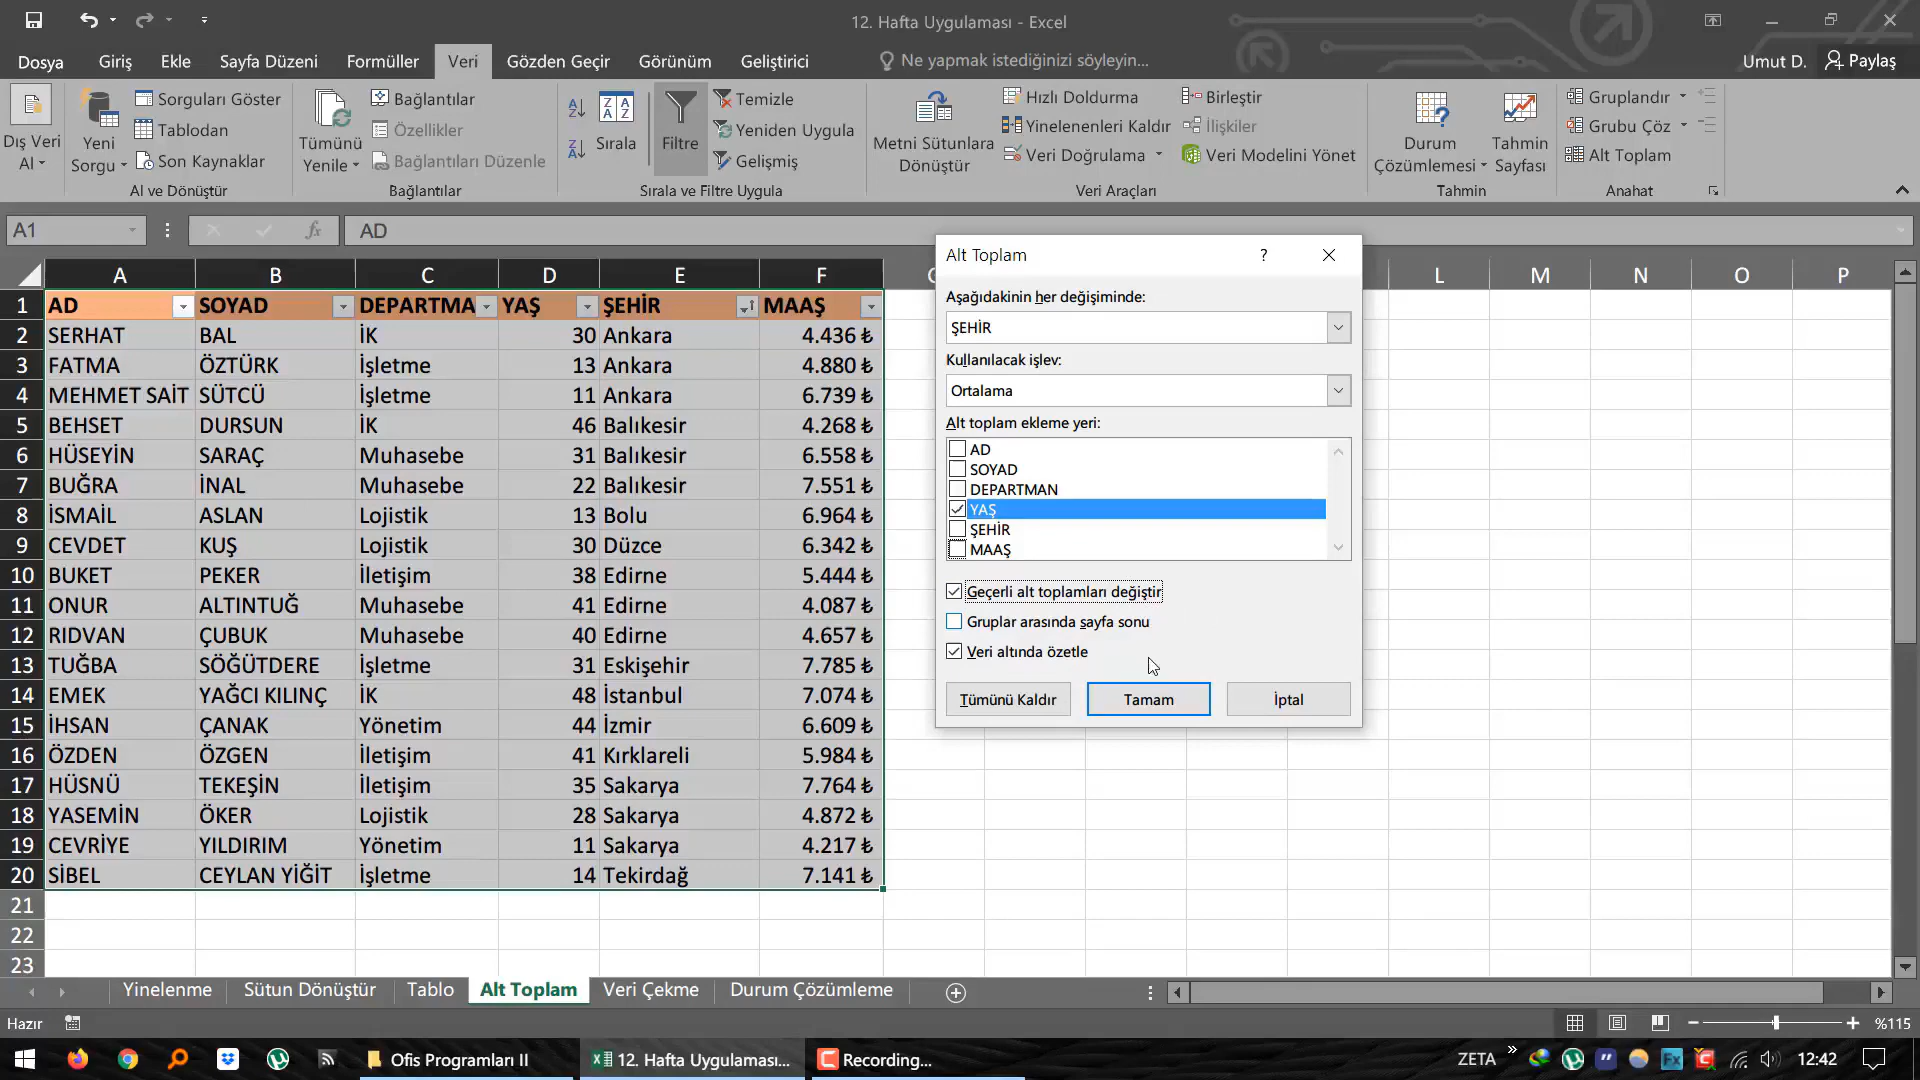 12. Hafta Uygulaması - Excel
Dosya Giriş Ekle Sayfa Düzeni Formüller Veri Gözden Geçir Görünüm Geliştirici Ne yapmak istediğinizi söyleyin... Umut D. Paylaş
Dış Veri Al
Yeni Sorgu
Sorguları Göster
Tablodan
Son Kaynaklar
Al ve Dönüştür
Tümünü Yenile
Bağlantılar
Özellikler
Bağlantıları Düzenle
Bağlantılar
Sırala
Filtre
Temizle
Yeniden Uygula
Gelişmiş
Sırala ve Filtre Uygula
Metni Sütunlara Dönüştür
Hızlı Doldurma
Yinelenenleri Kaldır
Veri Doğrulama
Birleştir
İlişkiler
Veri Modelini Yönet
Veri Araçları
Durum Çözümlemesi
Tahmin Sayfası
Tahmin
Gruplandır
Grubu Çöz
Alt Toplam
Anahat
A1 fx AD
A B C D E F L M N O P
1 AD SOYAD DEPARTMA YAŞ ŞEHİR MAAŞ
2 SERHAT BAL İK 30 Ankara 4.436 ₺
3 FATMA ÖZTÜRK İşletme 13 Ankara 4.880 ₺
4 MEHMET SAİT SÜTCÜ İşletme 11 Ankara 6.739 ₺
5 BEHSET DURSUN İK 46 Balıkesir 4.268 ₺
6 HÜSEYİN SARAÇ Muhasebe 31 Balıkesir 6.558 ₺
7 BUĞRA İNAL Muhasebe 22 Balıkesir 7.551 ₺
8 İSMAİL ASLAN Lojistik 13 Bolu 6.964 ₺
9 CEVDET KUŞ Lojistik 30 Düzce 6.342 ₺
10 BUKET PEKER İletişim 38 Edirne 5.444 ₺
11 ONUR ALTINTUĞ Muhasebe 41 Edirne 4.087 ₺
12 RIDVAN ÇUBUK Muhasebe 40 Edirne 4.657 ₺
13 TUĞBA SÖĞÜTDERE İşletme 31 Eskişehir 7.785 ₺
14 EMEK YAĞCI KILINÇ İK 48 İstanbul 7.074 ₺
15 İHSAN ÇANAK Yönetim 44 İzmir 6.609 ₺
16 ÖZDEN ÖZGEN İletişim 41 Kırklareli 5.984 ₺
17 HÜSNÜ TEKEŞİN İletişim 35 Sakarya 7.764 ₺
18 YASEMİN ÖKER Lojistik 28 Sakarya 4.872 ₺
19 CEVRİYE YILDIRIM Yönetim 11 Sakarya 4.217 ₺
20 SİBEL CEYLAN YİĞİT İşletme 14 Tekirdağ 7.141 ₺
21
22
23
Alt Toplam ?
Aşağıdakinin her değişiminde:
ŞEHİR
Kullanılacak işlev:
Ortalama
Alt toplam ekleme yeri:
AD
SOYAD
DEPARTMAN
YAŞ
ŞEHİR
MAAŞ
Geçerli alt toplamları değiştir
Gruplar arasında sayfa sonu
Veri altında özetle
Tümünü Kaldır Tamam İptal
Yinelenme Sütun Dönüştür Tablo Alt Toplam Veri Çekme Durum Çözümleme
Hazır %115
Ofis Programları II 12. Hafta Uygulaması... Recording... ZETA 12:42